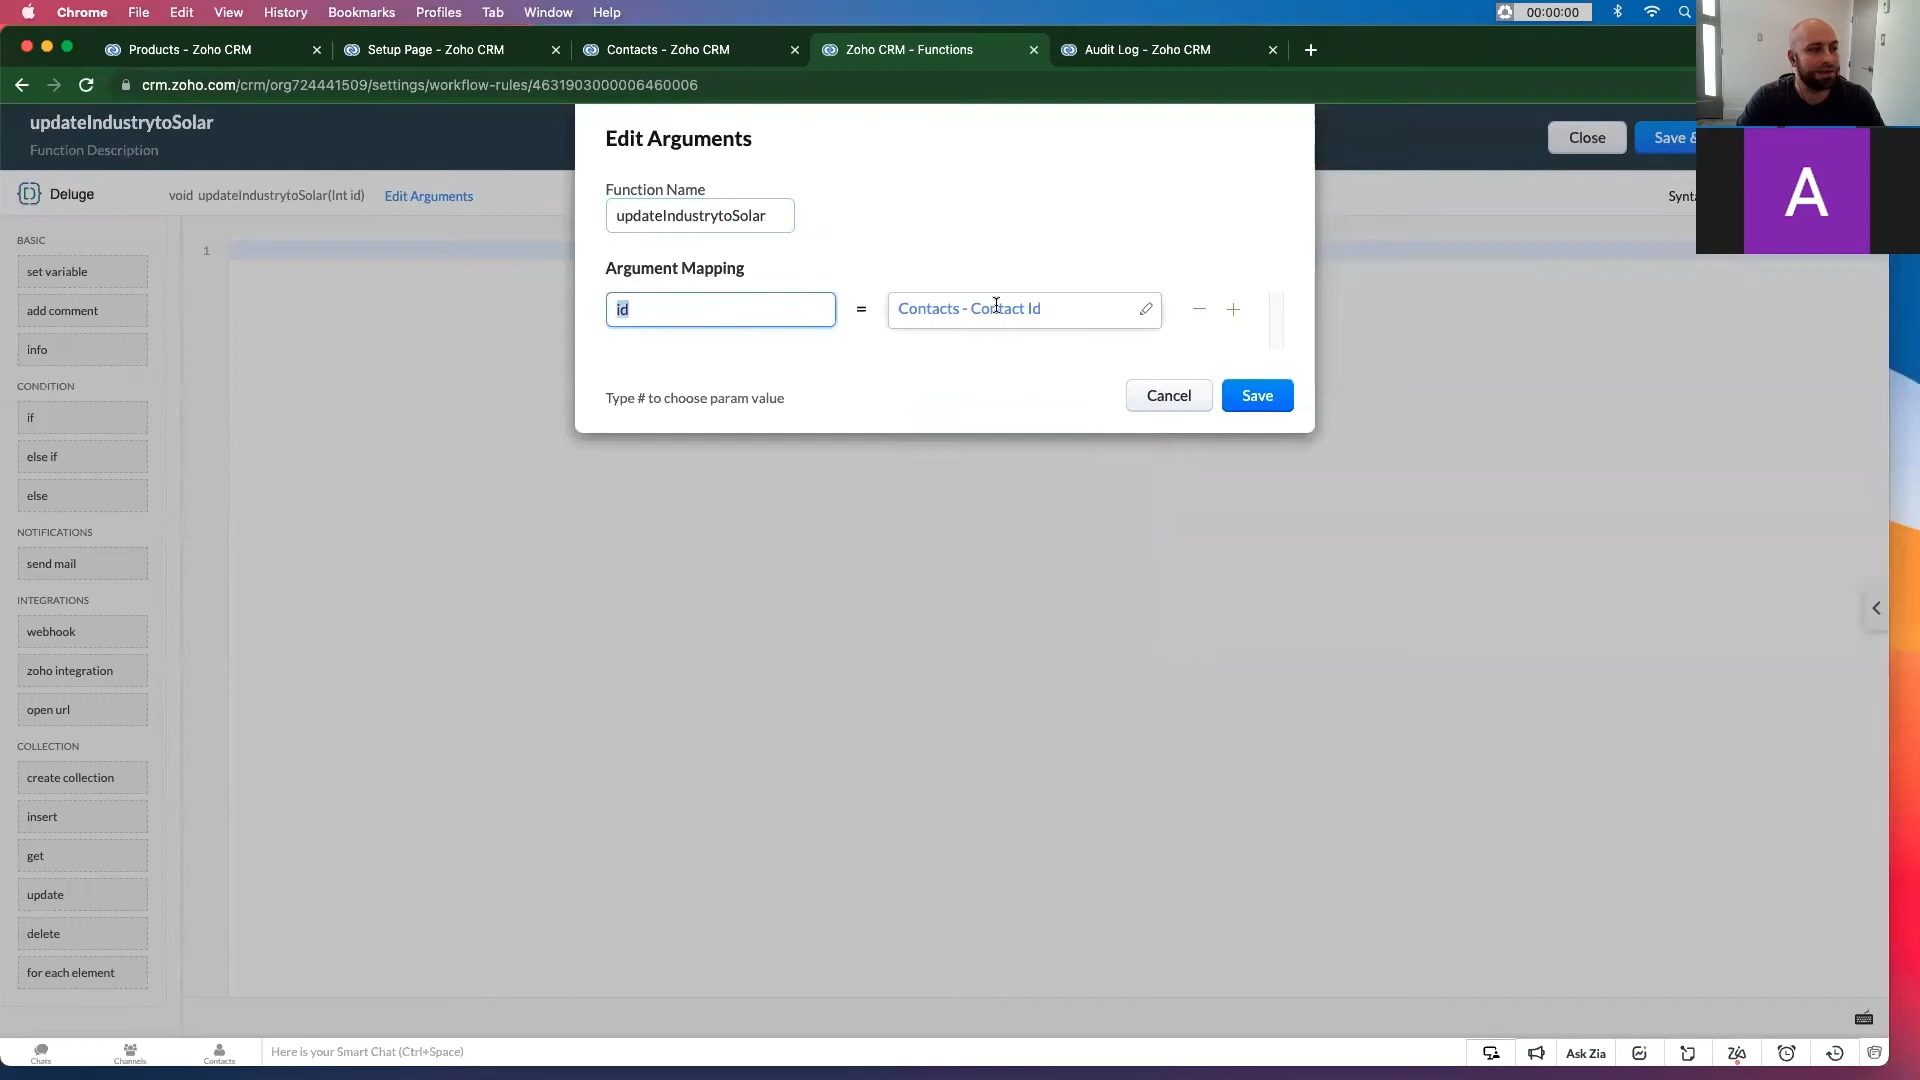 Chrome File Edit View History Bookmarks Profiles Tab Window Help 00:00:00
Products - Zoho CRM
Setup Page - Zoho CRM
Contacts - Zoho CRM
Zoho CRM - Functions
Audit Log - Zoho CRM
crm.zoho.com/crm/org724441509/settings/workflow-rules/4631903000006460006
updateIndustrytoSolar
Function Description
Close
Save &
Deluge
void updateIndustrytoSolar(Int id)
Edit Arguments
A
Edit Arguments
Function Name
updateIndustrytoSolar
Argument Mapping
id = Contacts - Contact Id
Type # to choose param value
Cancel
Save
1
BASIC
set variable
add comment
info
CONDITION
if
else if
else
NOTIFICATIONS
send mail
INTEGRATIONS
webhook
zoho integration
open url
COLLECTION
create collection
insert
get
update
delete
for each element
Chats
Channels
Contacts
Here is your Smart Chat (Ctrl+Space)
Ask Zia